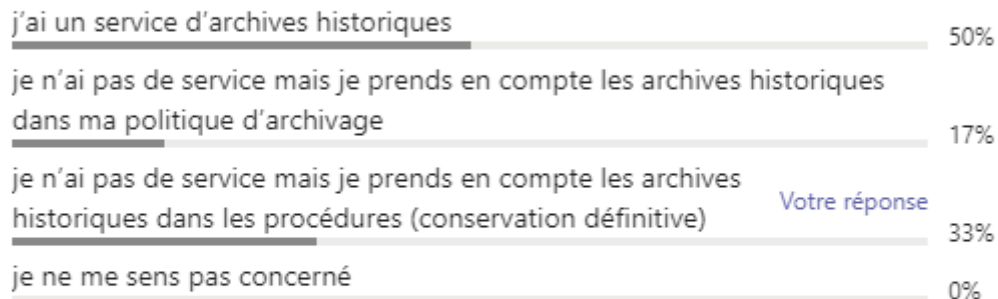 j’ai un service d’archives historiques
50%
je n’ai pas de service mais je prends en compte les archives historiques
dans ma politique d’archivage
17%
je n’ai pas de service mais je prends en compte les archives
historiques dans les procédures (conservation définitive)
Votre réponse
33%
je ne me sens pas concerné
0%